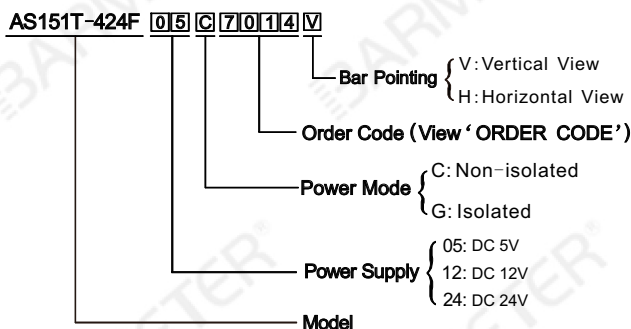 AS151T-424F 05 C 7014 V
V:Vertical View
Bar Pointing
H:Horizontal View
Order Code (View ‘ORDER CODE’)
C: Non-isolated
Power Mode
G: Isolated
05: DC 5V
Power Supply
12: DC 12V
24: DC 24V
Model